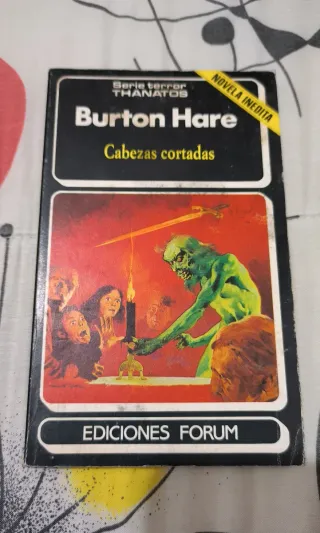 Serie terror
THANATOS
NOVELA INEDITA
Burton Hare
Cabezas cortadas
EDICIONES FORUM